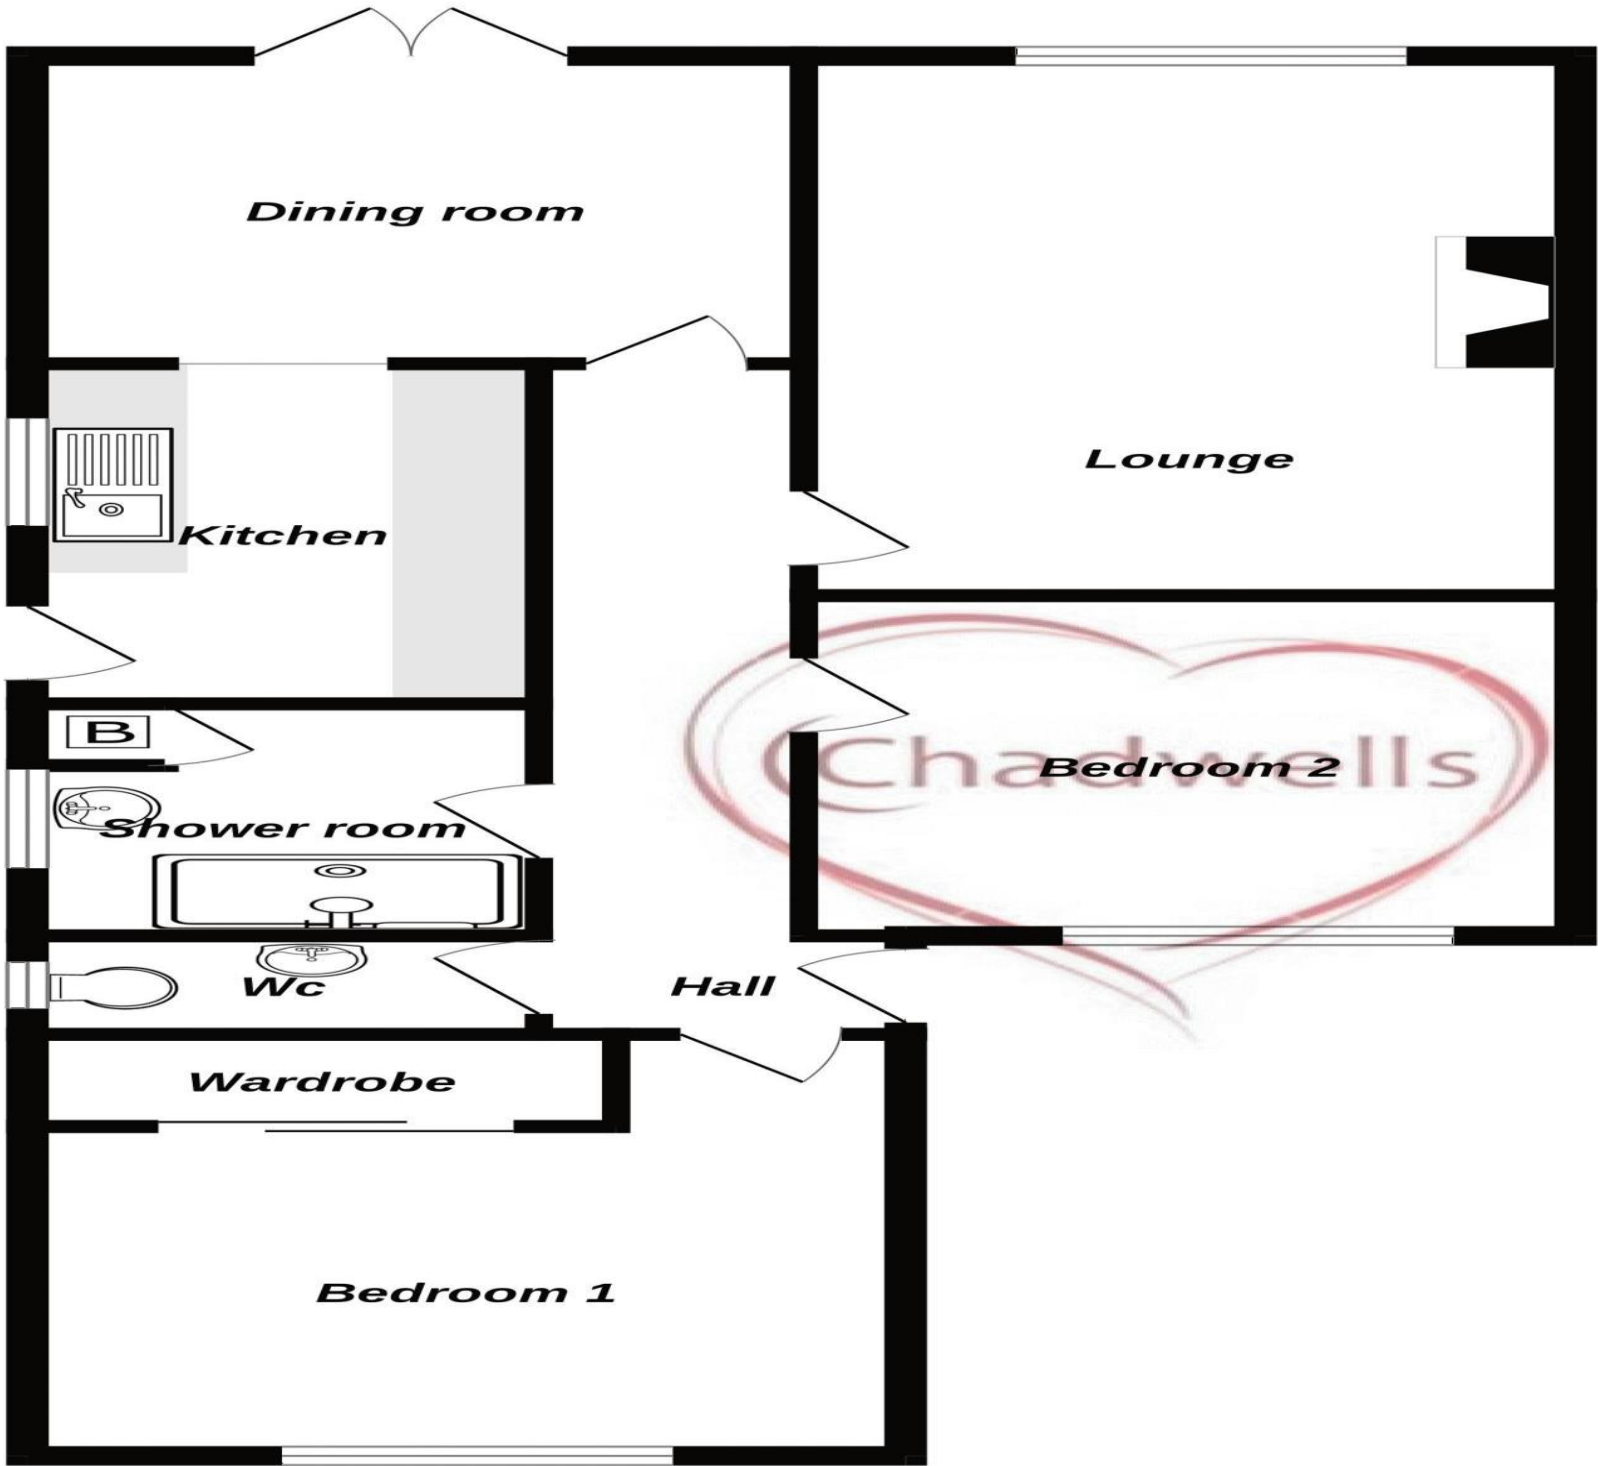 Dining room
Lounge
Kitchen
B
Chadwells
Bedroom 2
Shower room
Wc
Hall
Wardrobe
Bedroom 1